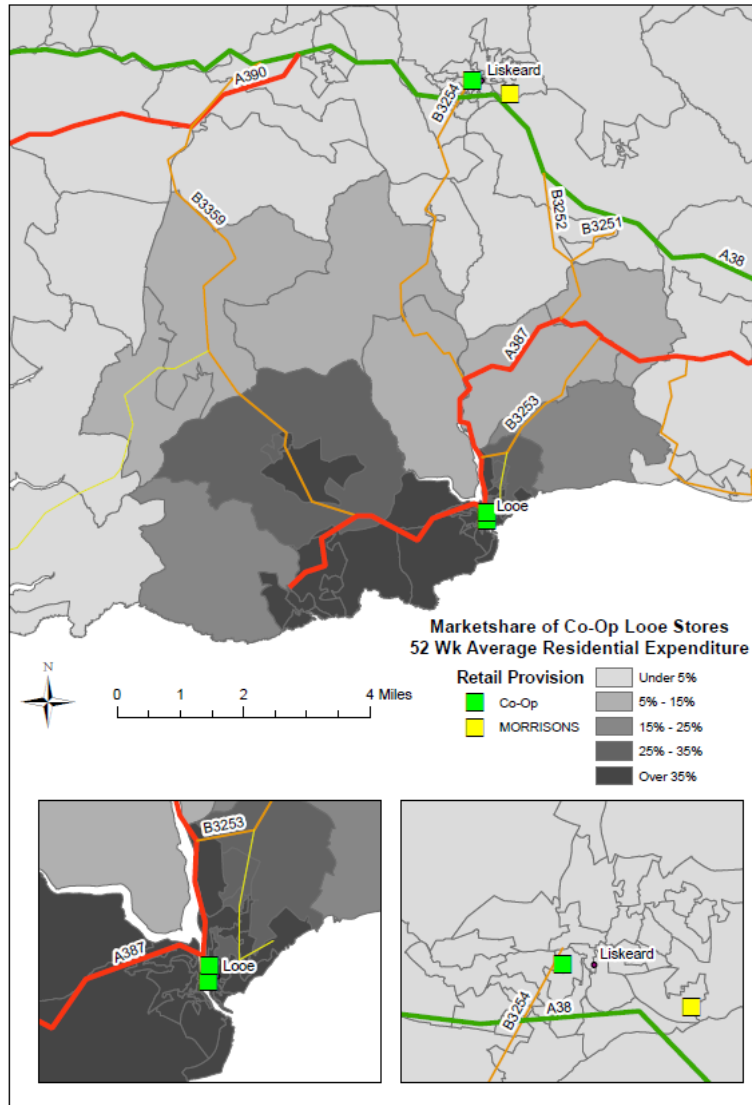 Liskeard
A390
B3254
B3359
B3252
B3251
A38
A387
B3253
Looe
Marketshare of Co-Op Looe Stores
52 Wk Average Residential Expenditure
N
0 1 2 4 Miles
Retail Provision
Co-Op
MORRISONS
Under 5%
5% - 15%
15% - 25%
25% - 35%
Over 35%
B3253
A387
Looe
Liskeard
B3254
A38